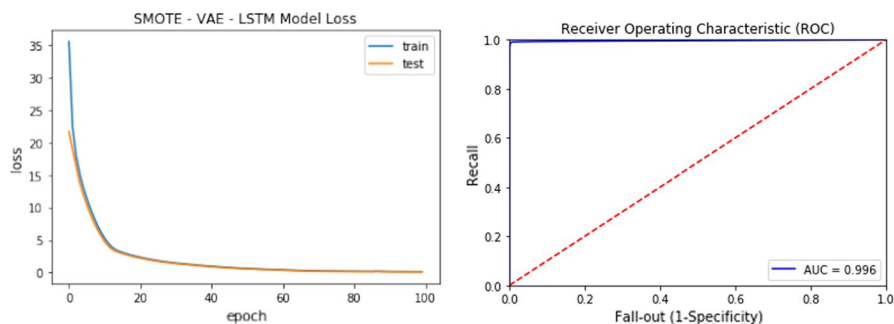 SMOTE - VAE - LSTM Model Loss
35
30
25
20
15
10
5
0
loss
train
test
0 20 40 60 80 100
epoch
Receiver Operating Characteristic (ROC)
1.0
0.8
0.6
0.4
0.2
0.0
Recall
AUC = 0.996
0.0 0.2 0.4 0.6 0.8 1.0
Fall-out (1-Specificity)